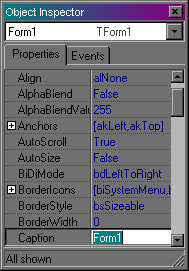 Object Inspector
Form1 TForm1
Properties Events
Align alNone
AlphaBlend False
AlphaBlendVal 255
Anchors [akLeft,akTop]
AutoScroll True
AutoSize False
BiDiMode bdLeftToRight
BorderIcons [biSystemMenu,b
BorderStyle bsSizeable
BorderWidth 0
Caption Form1
All shown